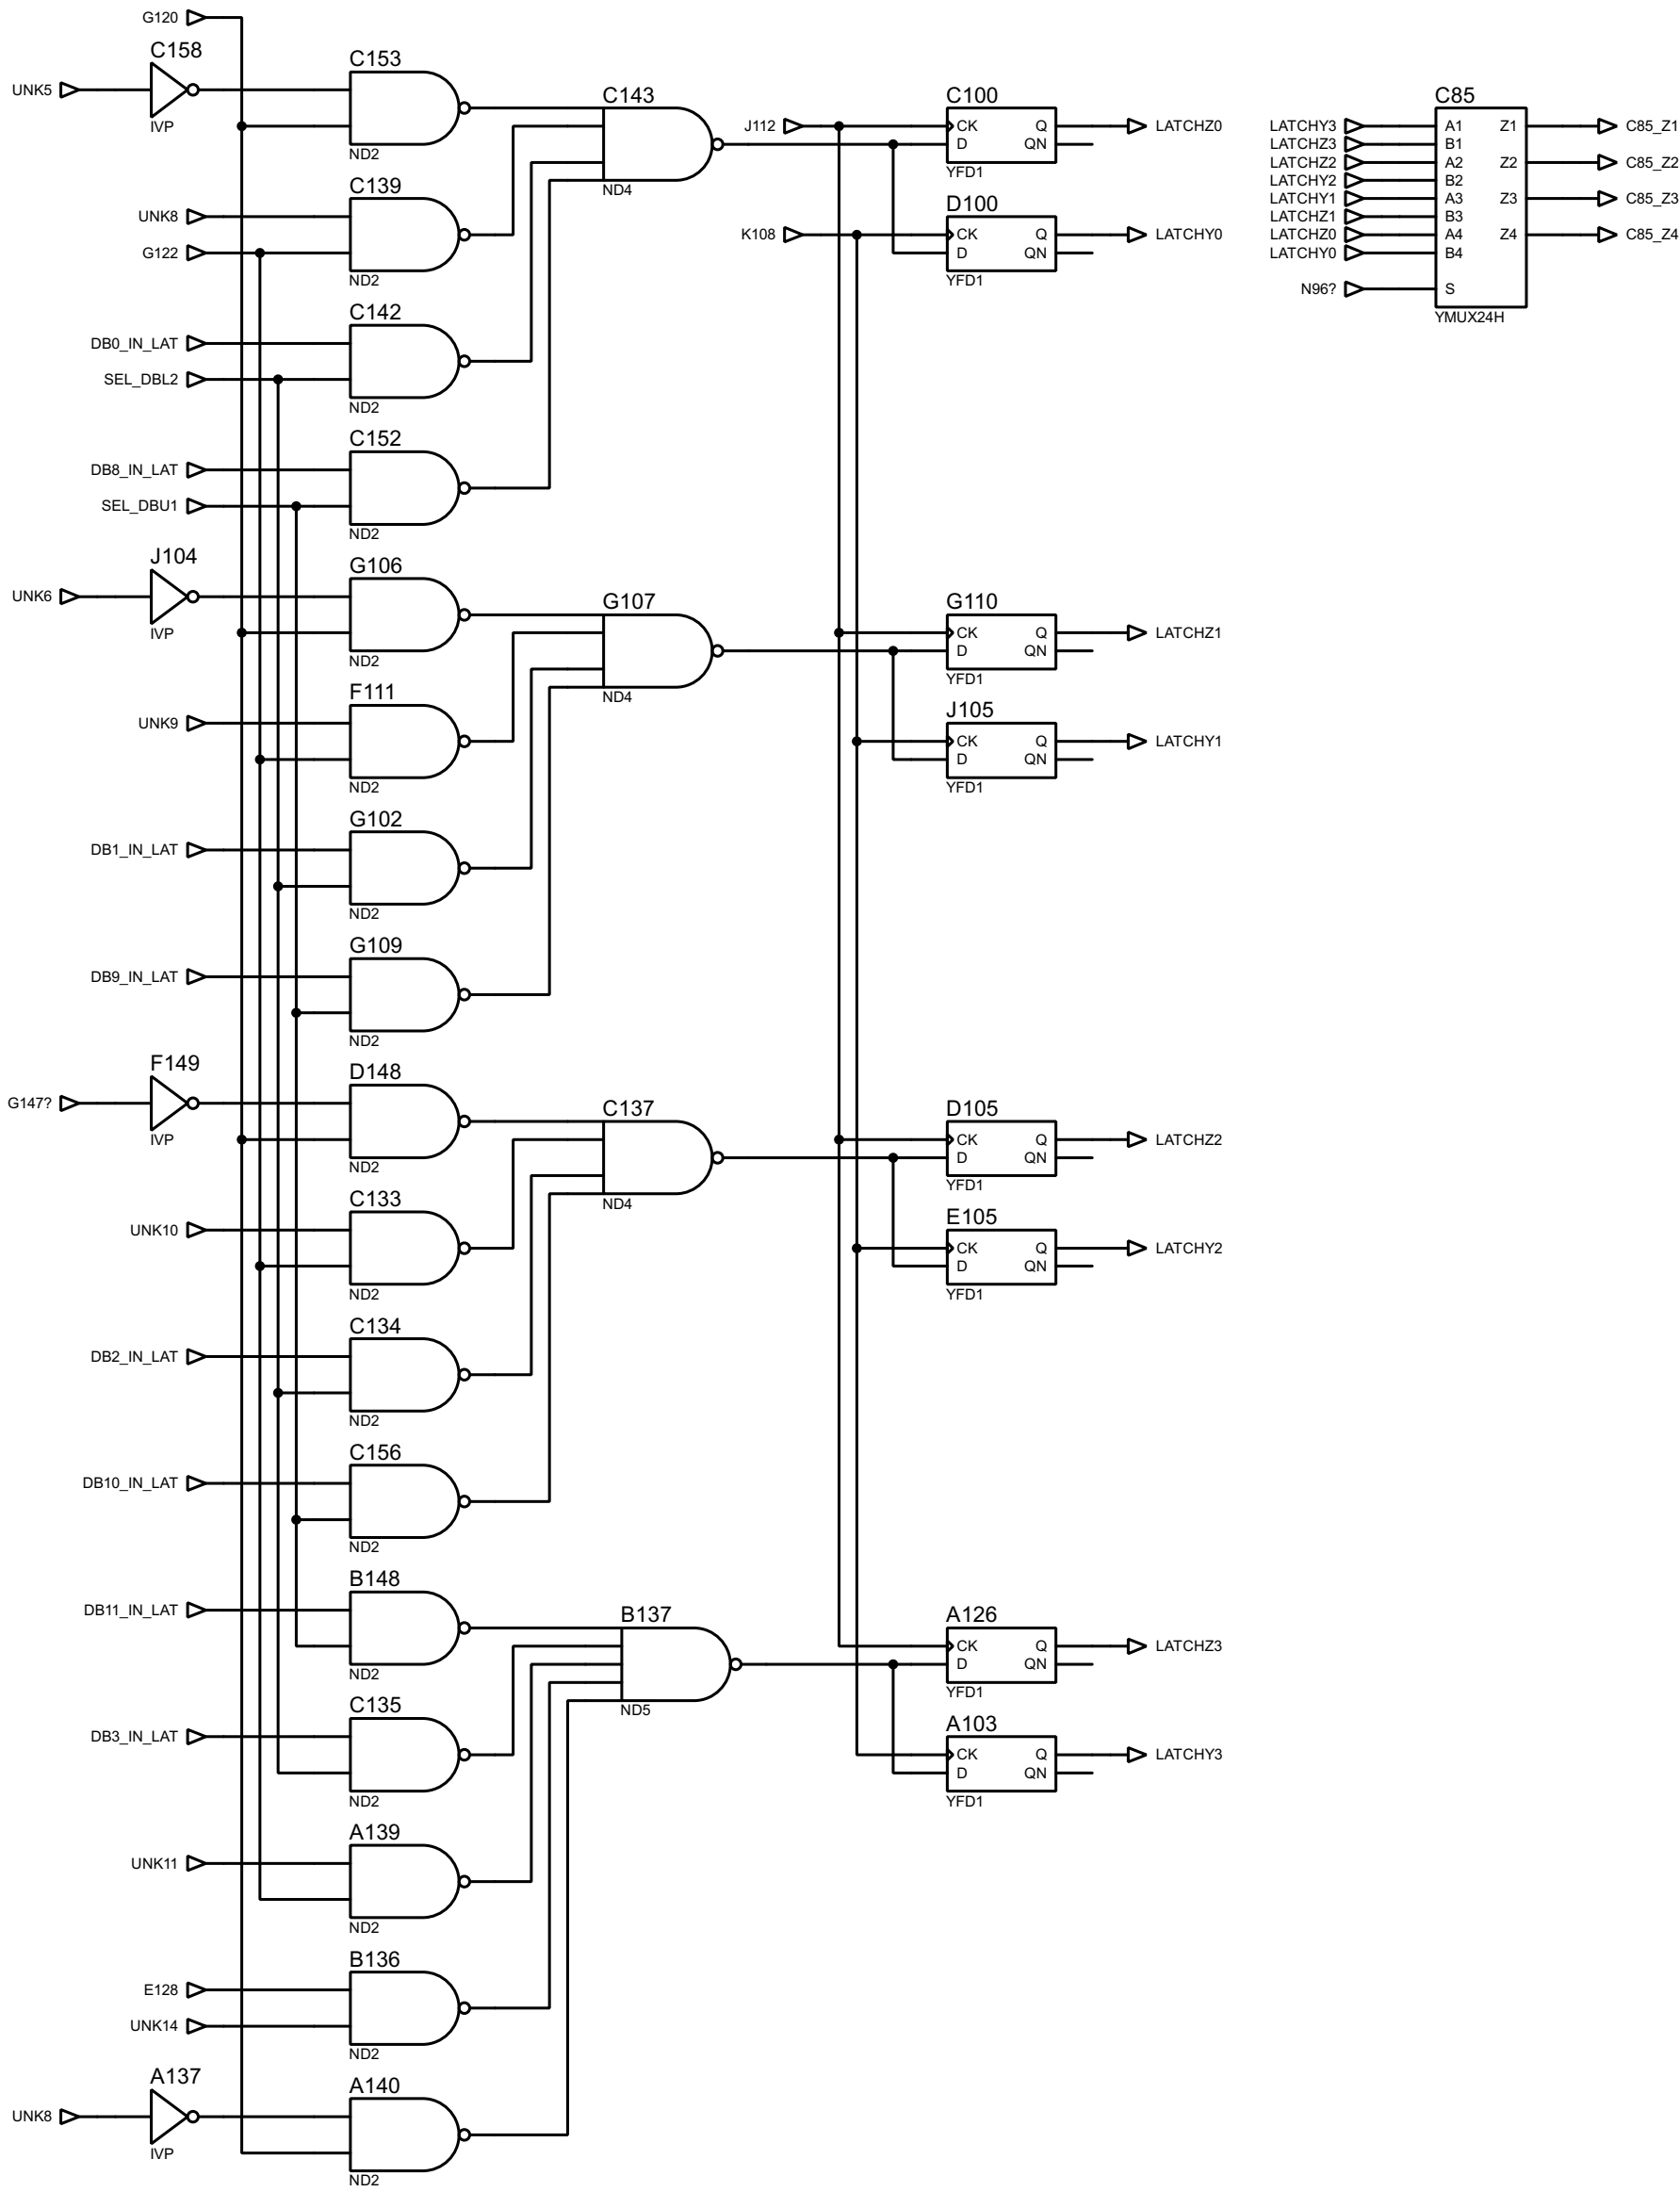 G120
C158
UNK5
IVP
C153
ND2
C143
ND4
J112
C100
CK Q
D QN
YFD1
LATCHZ0
C85
LATCHY3 A1 Z1 C85_Z1
LATCHZ3 B1
LATCHZ2 A2 Z2 C85_Z2
LATCHY2 B2
LATCHY1 A3 Z3 C85_Z3
LATCHZ1 B3
LATCHZ0 A4 Z4 C85_Z4
LATCHY0 B4
N96? S
YMUX24H
C139
UNK8
G122
ND2
K108
D100
CK Q
D QN
YFD1
LATCHY0
C142
DB0_IN_LAT
SEL_DBL2
ND2
C152
DB8_IN_LAT
SEL_DBU1
ND2
J104
UNK6
IVP
G106
ND2
G107
ND4
G110
CK Q
D QN
YFD1
LATCHZ1
F111
UNK9
ND2
J105
CK Q
D QN
YFD1
LATCHY1
G102
DB1_IN_LAT
ND2
G109
DB9_IN_LAT
ND2
F149
G147?
IVP
D148
ND2
C137
ND4
D105
CK Q
D QN
YFD1
LATCHZ2
C133
UNK10
ND2
E105
CK Q
D QN
YFD1
LATCHY2
C134
DB2_IN_LAT
ND2
C156
DB10_IN_LAT
ND2
B148
DB11_IN_LAT
ND2
B137
ND5
A126
CK Q
D QN
YFD1
LATCHZ3
C135
DB3_IN_LAT
ND2
A103
CK Q
D QN
YFD1
LATCHY3
A139
UNK11
ND2
B136
E128
UNK14
ND2
A137
UNK8
IVP
A140
ND2